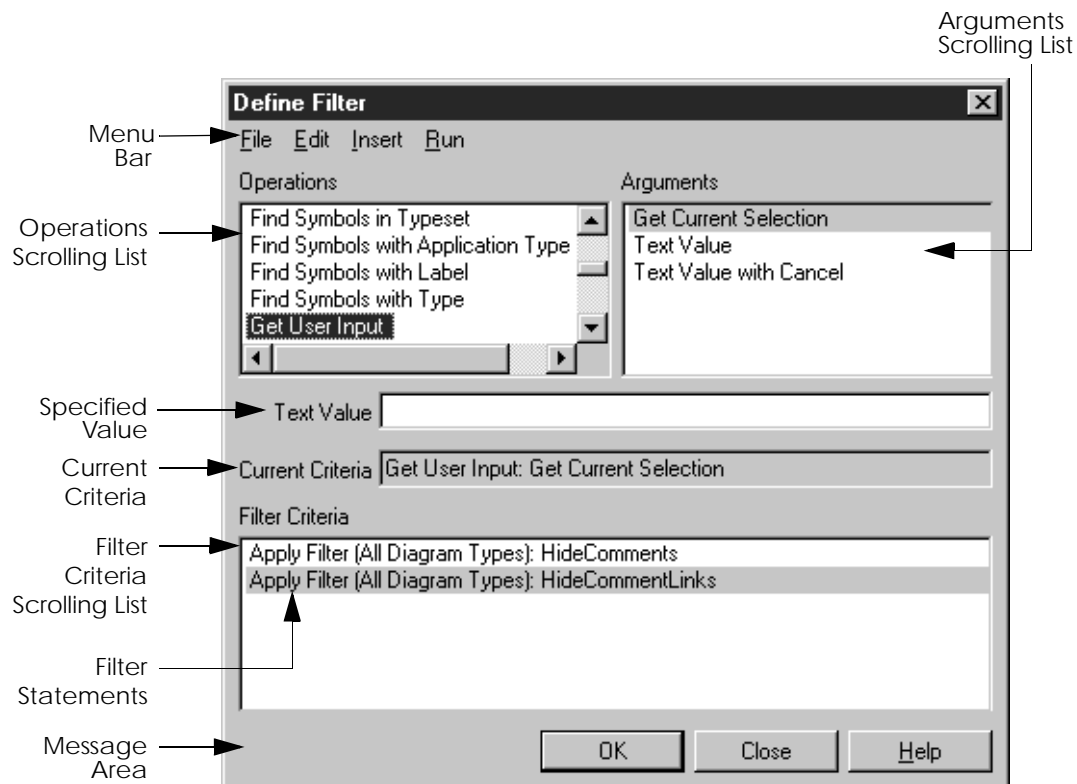 Arguments
Scrolling List
Define Filter
Menu
Bar
File Edit Insert Run
Operations
Arguments
Operations
Scrolling List
Find Symbols in Typeset
Find Symbols with Application Type
Find Symbols with Label
Find Symbols with Type
Get User Input
Get Current Selection
Text Value
Text Value with Cancel
Specified
Value
Text Value
Current
Criteria
Current Criteria Get User Input: Get Current Selection
Filter Criteria
Filter
Criteria
Scrolling List
Apply Filter (All Diagram Types): HideComments
Apply Filter (All Diagram Types): HideCommentLinks
Filter
Statements
Message
Area
OK Close Help